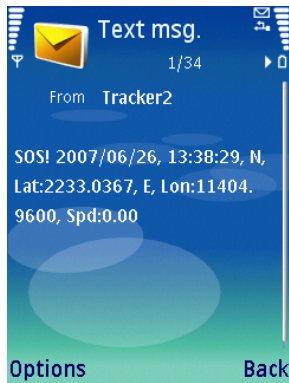 Text msg.
1/34
From Tracker2
SOS! 2007/06/26, 13:38:29, N,
Lat:2233.0367, E, Lon:11404.
9600, Spd:0.00
Options Back